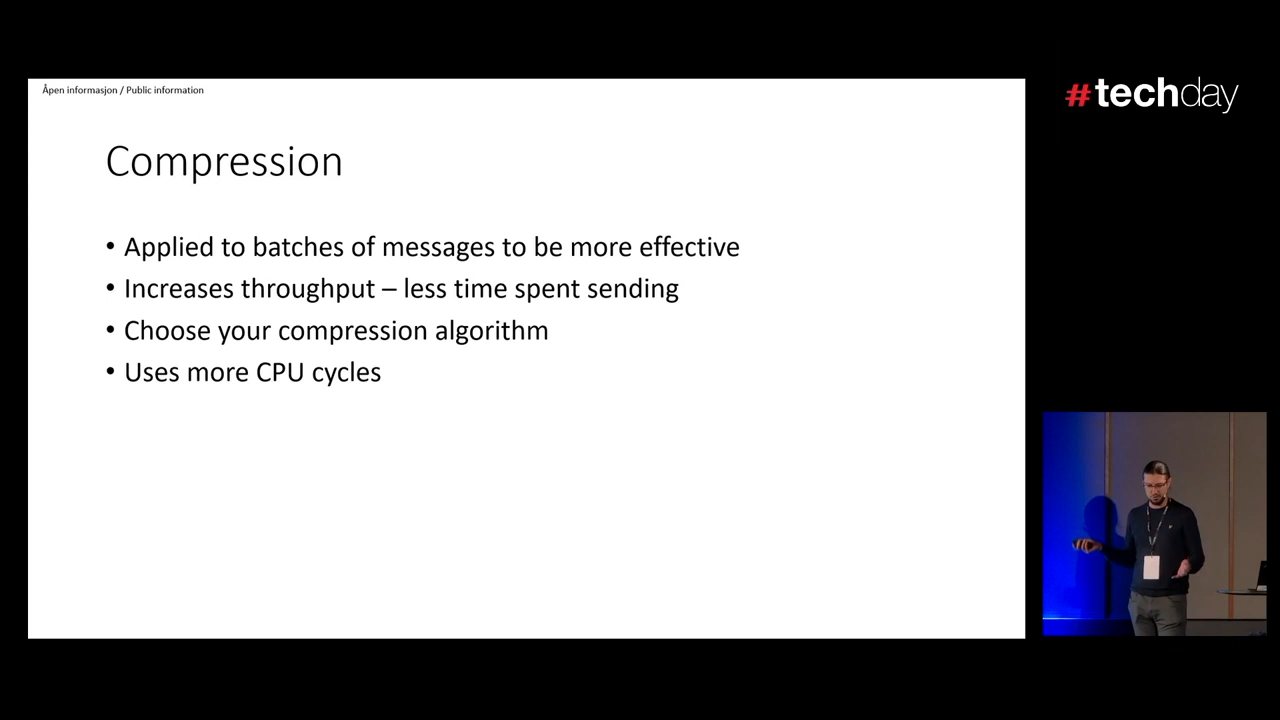 Åpen informasjon / Public information
#techday
Compression
• Applied to batches of messages to be more effective
• Increases throughput – less time spent sending
• Choose your compression algorithm
• Uses more CPU cycles